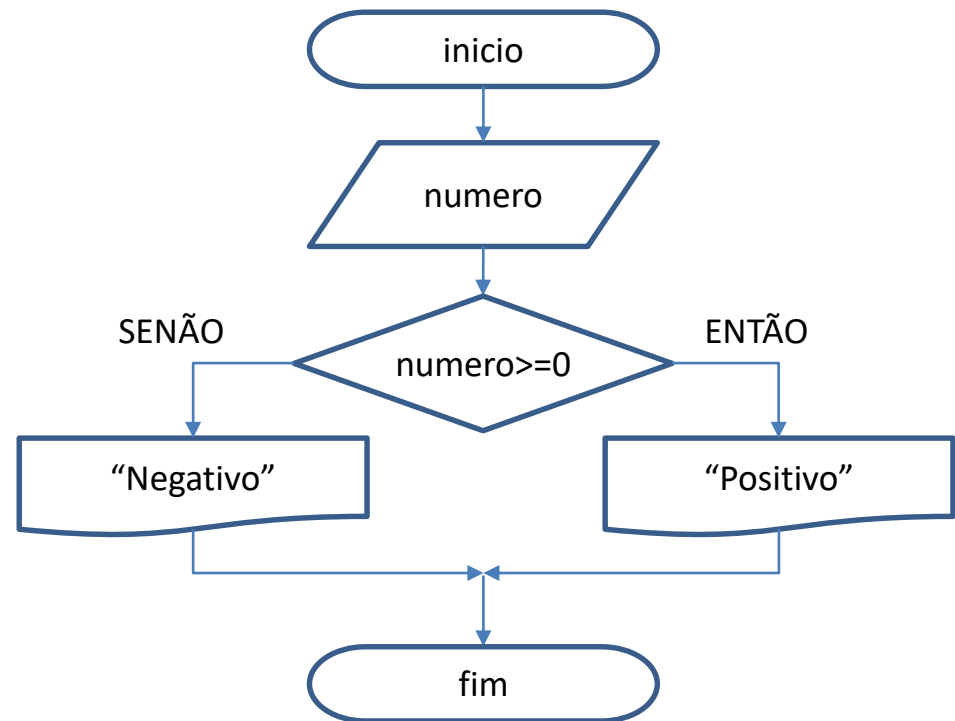 inicio
numero
SENÃO
ENTÃO
numero>=0
“Negativo”
“Positivo”
fim